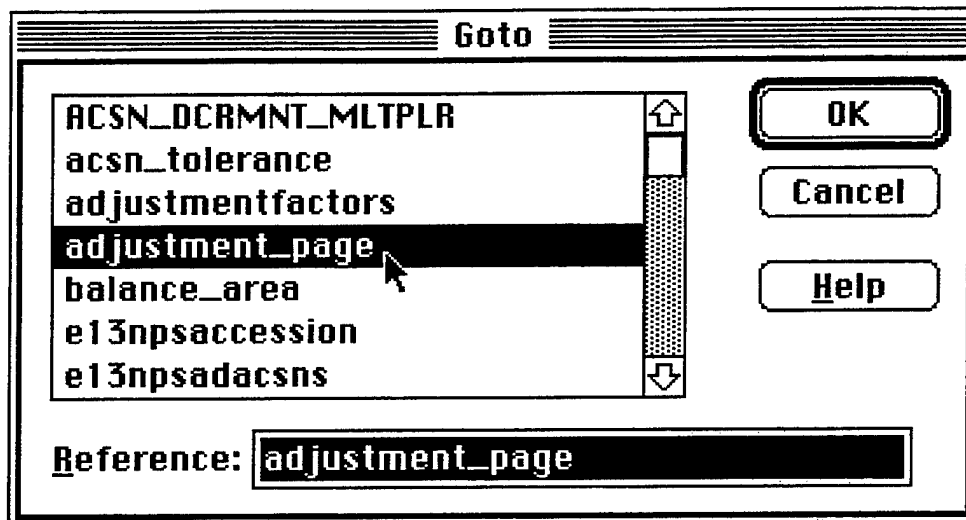 Goto
ACSN_DCRMNT_MLTPLR
acsn_tolerance
adjustmentfactors
adjustment_page
balance_area
e13npsaccession
e13npsadacsns
OK
Cancel
Help
Reference: adjustment_page